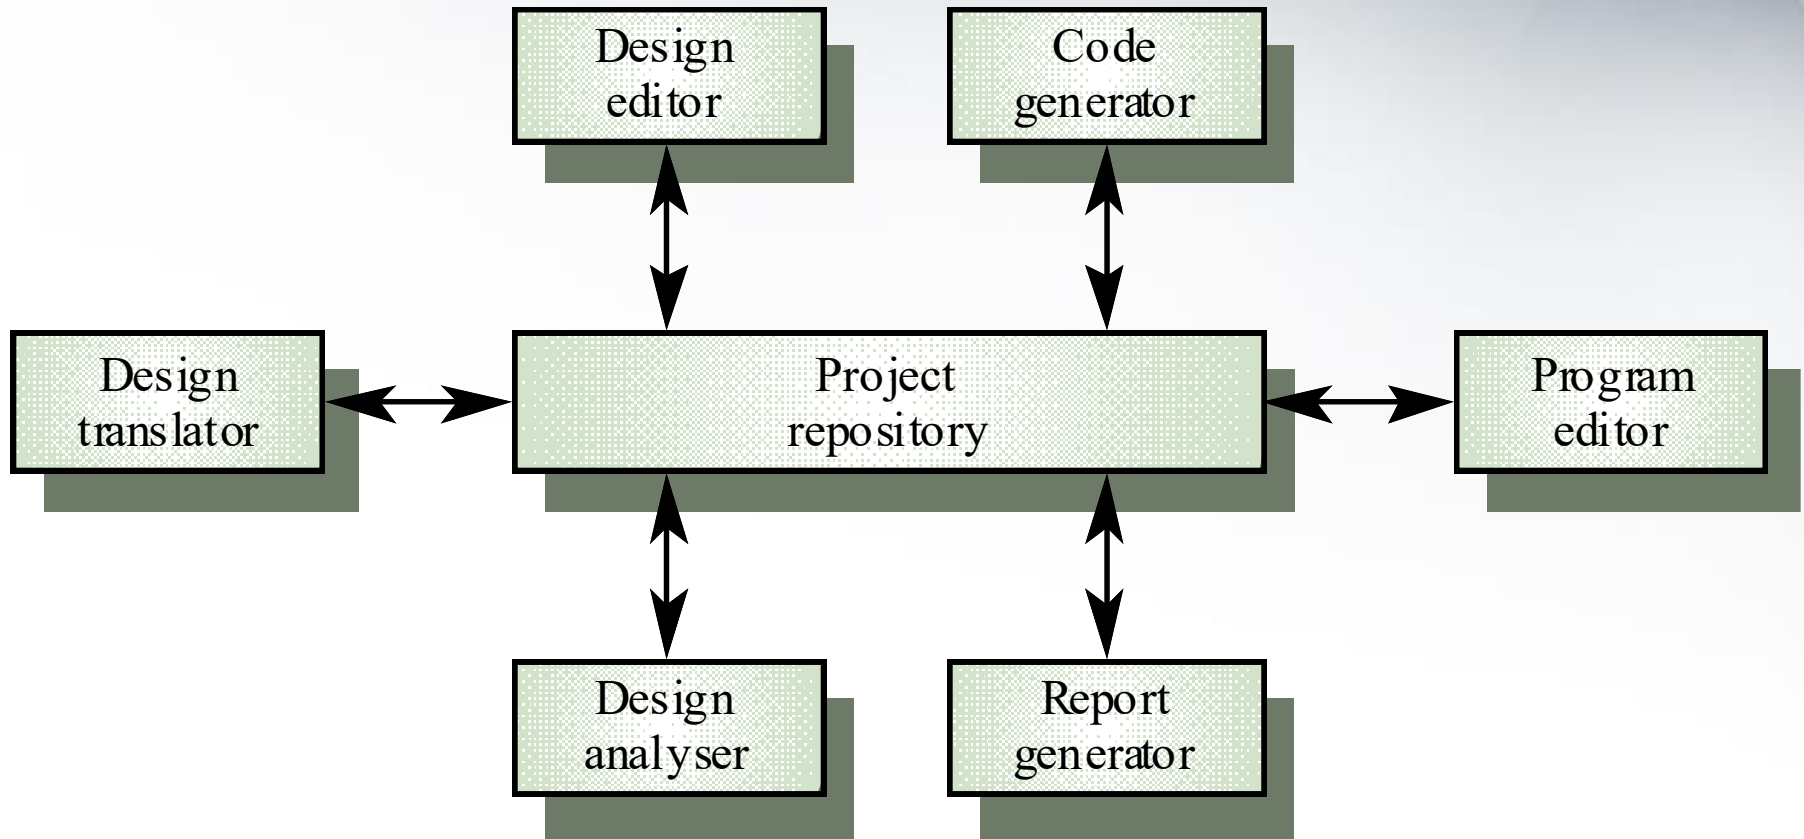 Design
editor
Code
generator
Design
translator
Project
repository
Program
editor
Design
analyser
Report
generator